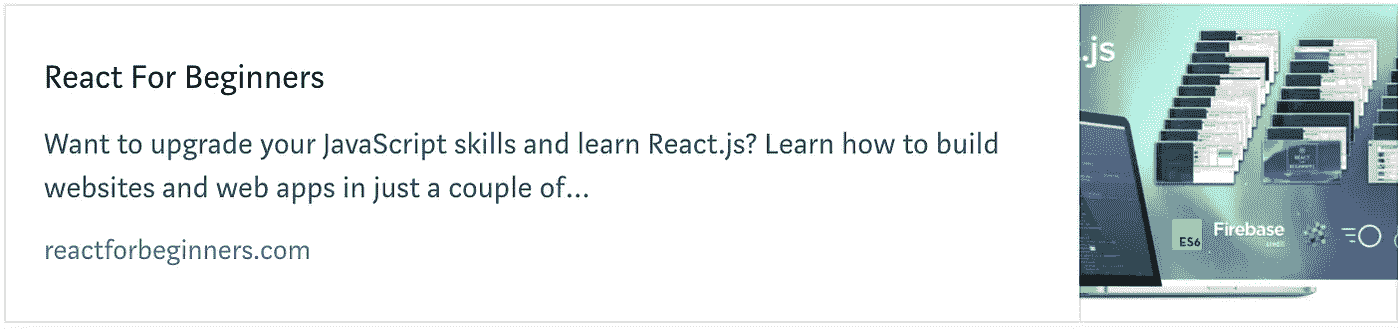 React For Beginners
Want to upgrade your JavaScript skills and learn React.js? Learn how to build
websites and web apps in just a couple of...
reactforbeginners.com
.js
ES6
Firebase